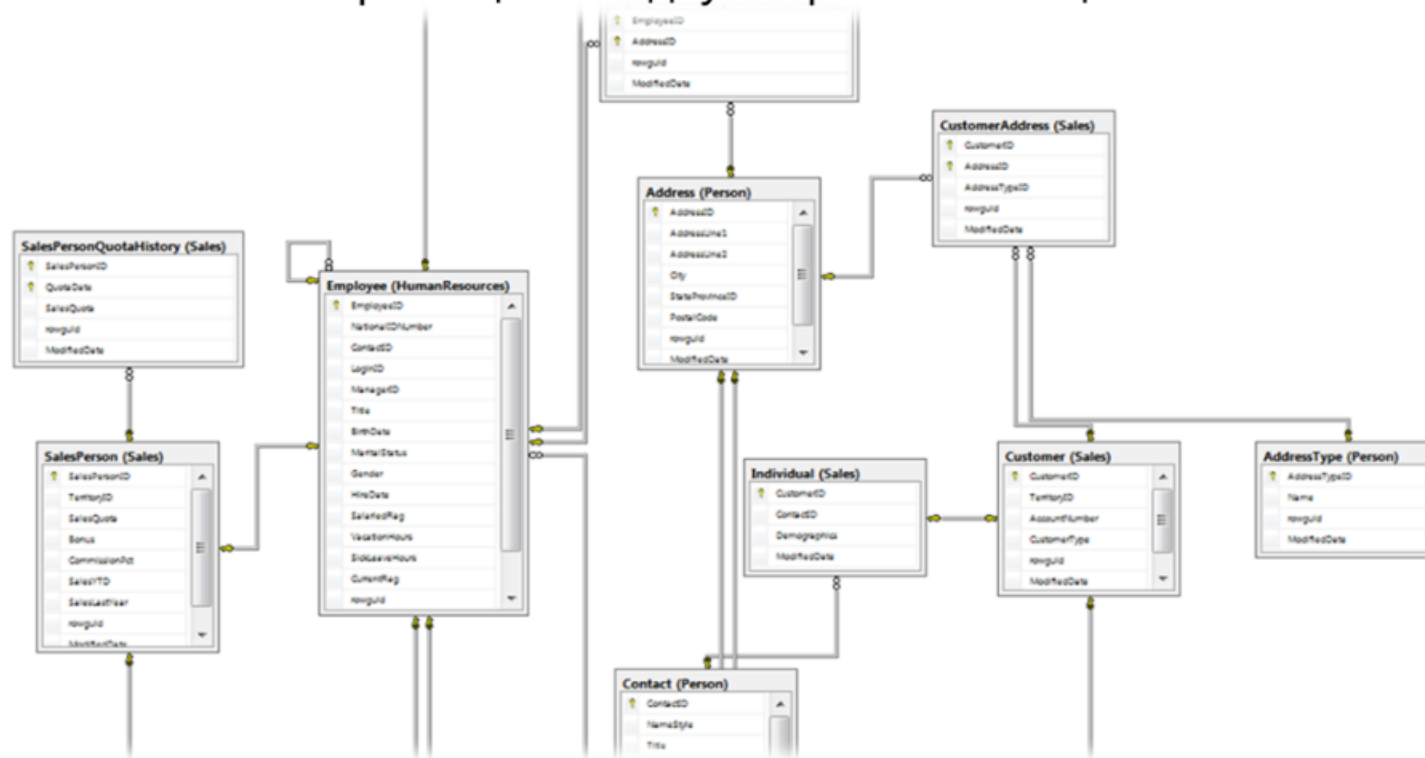 EmployeeID
AddressID
rowguid
ModifiedDate
CustomerAddress (Sales)
CustomerID
AddressID
AddressTypeID
rowguid
ModifiedDate
Address (Person)
AddressID
AddressLine1
AddressLine2
City
StateProvinceID
PostalCode
rowguid
ModifiedDate
SalesPersonQuotaHistory (Sales)
SalesPersonID
QuotaDate
SalesQuota
rowguid
ModifiedDate
Employee (HumanResources)
EmployeeID
NationalIDNumber
ContactID
LoginID
ManagerID
Title
BirthDate
MaritalStatus
Gender
HireDate
SalariedFlag
VacationHours
SickLeaveHours
CurrentFlag
rowguid
SalesPerson (Sales)
SalesPersonID
TerritoryID
SalesQuota
Bonus
CommissionPct
SalesYTD
SalesLastYear
rowguid
ModifiedDate
Individual (Sales)
CustomerID
ContactID
Demographics
ModifiedDate
Customer (Sales)
CustomerID
TerritoryID
AccountNumber
CustomerType
rowguid
ModifiedDate
AddressType (Person)
AddressTypeID
Name
rowguid
ModifiedDate
Contact (Person)
ContactID
NameStyle
Title